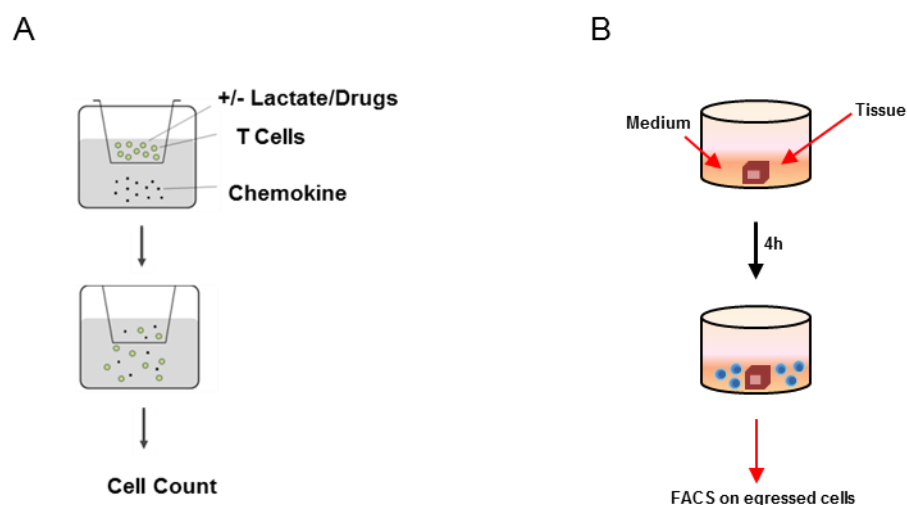 A
+/- Lactate/Drugs
T Cells
Chemokine
Cell Count
B
Medium
Tissue
4h
FACS on egressed cells